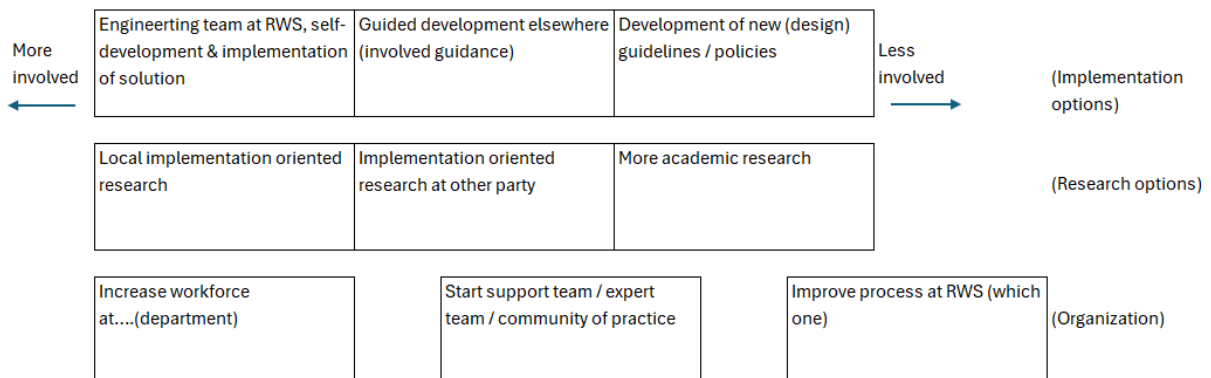 Engineerting team at RWS, self-
development & implementation
of solution
Guided development elsewhere
(involved guidance)
Development of new (design)
guidelines / policies
More
involved
Less
involved
(Implementation
options)
Local implementation oriented
research
Implementation oriented
research at other party
More academic research
(Research options)
Increase workforce
at....(department)
Start support team / expert
team / community of practice
Improve process at RWS (which
one)
(Organization)